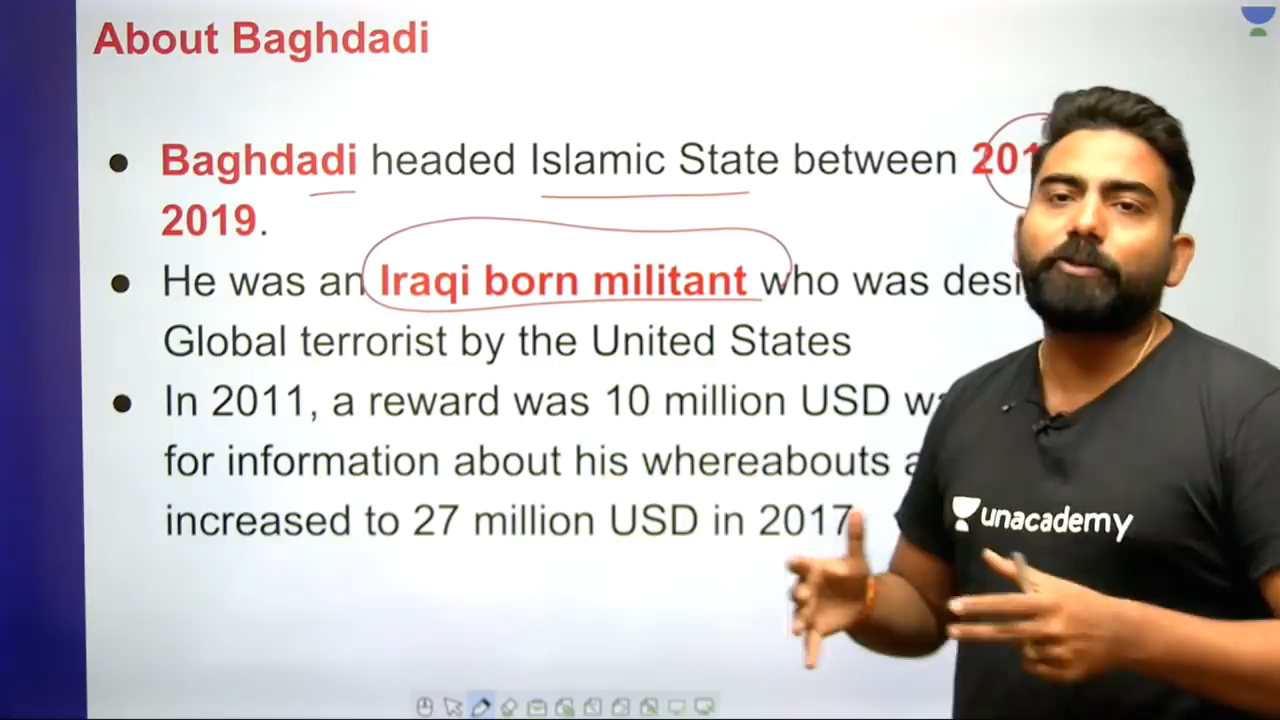 About Baghdadi
● Baghdadi headed Islamic State between 201
2019.
● He was an Iraqi born militant who was desi
Global terrorist by the United States
● In 2011, a reward was 10 million USD
for information about his whereabouts
increased to 27 million USD in 2017
unacademy